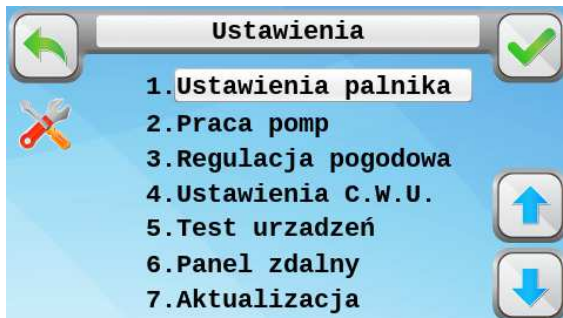 Ustawienia
1.Ustawienia palnika
2.Praca pomp
3.Regulacja pogodowa
4.Ustawienia C.W.U.
5.Test urzadzeń
6.Panel zdalny
7.Aktualizacja